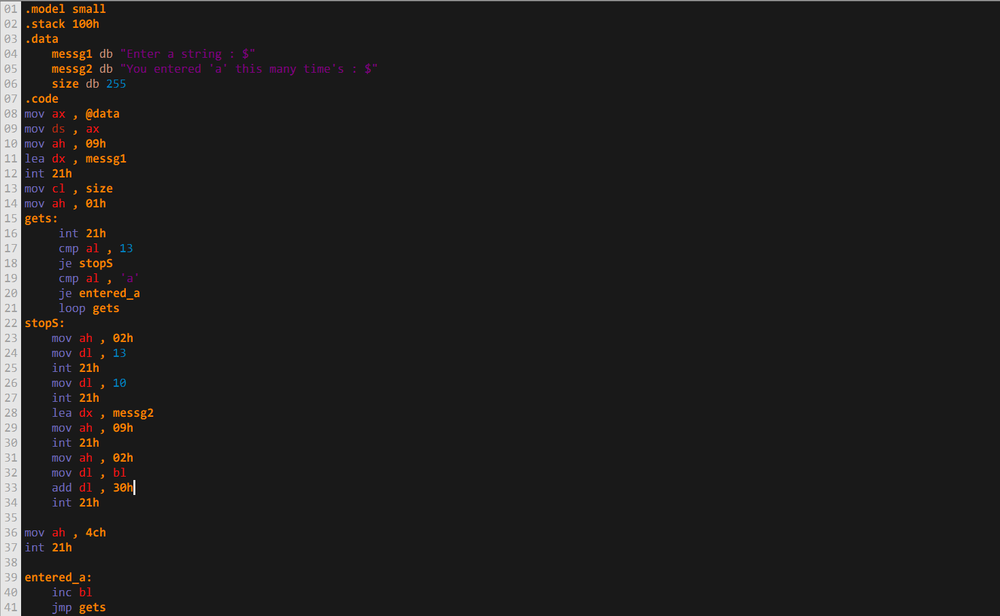 01 .model small
02 .stack 100h
03 .data
04     messg1 db "Enter a string : $"
05     messg2 db "You entered 'a' this many time's : $"
06     size db 255
07 .code
08 mov ax , @data
09 mov ds , ax
10 mov ah , 09h
11 lea dx , messg1
12 int 21h
13 mov cl , size
14 mov ah , 01h
15 gets:
16      int 21h
17      cmp al , 13
18      je stopS
19      cmp al , 'a'
20      je entered_a
21      loop gets
22 stopS:
23     mov ah , 02h
24     mov dl , 13
25     int 21h
26     mov dl , 10
27     int 21h
28     lea dx , messg2
29     mov ah , 09h
30     int 21h
31     mov ah , 02h
32     mov dl , bl
33     add dl , 30h
34     int 21h
35
36 mov ah , 4ch
37 int 21h
38
39 entered_a:
40     inc bl
41     jmp gets